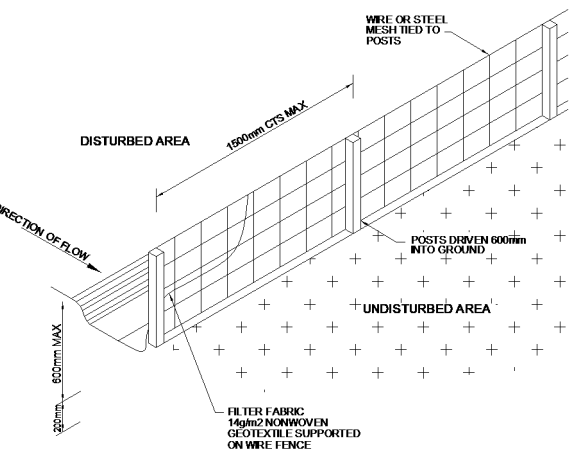 WIRE OR STEEL
MESH TIED TO
POSTS
1500mm CTS MAX
DISTURBED AREA
DIRECTION OF FLOW
POSTS DRIVEN 600mm
INTO GROUND
UNDISTURBED AREA
600mm MAX
200mm
FILTER FABRIC
14g/m2 NONWOVEN
GEOTEXTILE SUPPORTED
ON WIRE FENCE